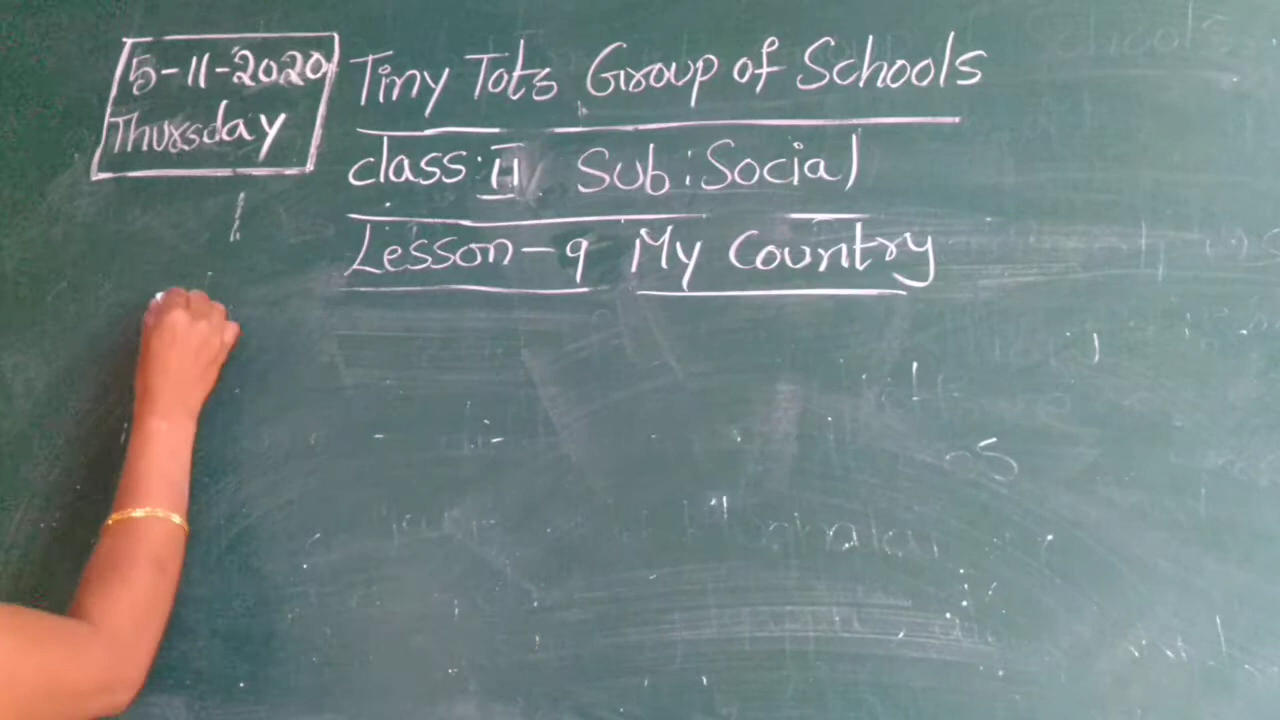 5-11-2020
Thursday
Tiny Tots Group of Schools
class: II Sub: Social
Lesson-9 My Country